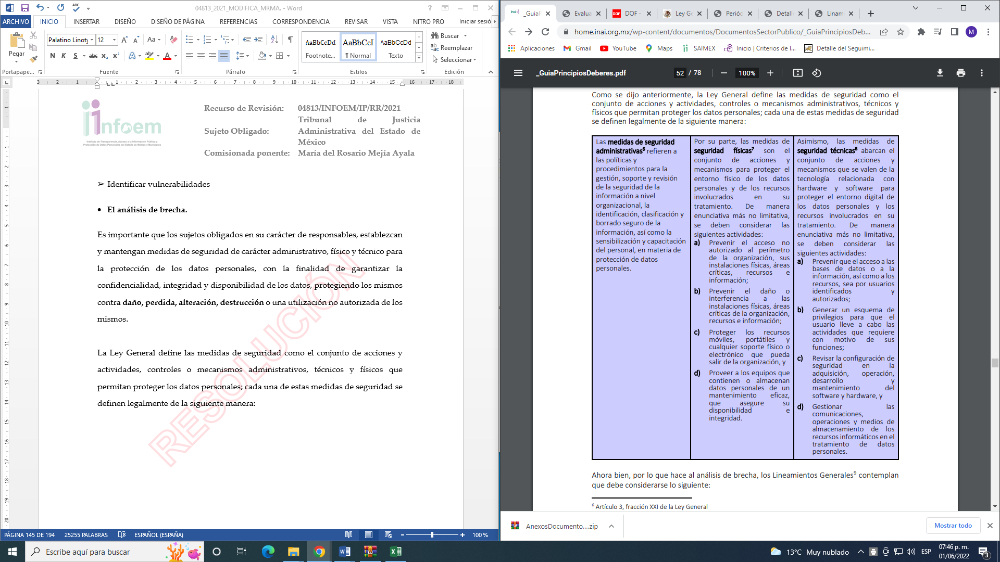 04813_2021_MODIFICA_MRMA. - Word
ARCHIVO INICIO INSERTAR DISEÑO DISEÑO DE PÁGINA REFERENCIAS CORRESPONDENCIA REVISAR VISTA NITRO PRO Iniciar sesió
Pegar
Palatino Linoty 12
Portapape...
Fuente
Párrafo
AaBbCcDd Footnote...
AaBbCcI ¶ Normal
AaBbCcDd Texto
Estilos
Buscar
Reemplazar
Seleccionar
Edición
Infoem
Instituto de Transparencia, Acceso a la Información Pública y
Protección de Datos Personales del Estado de México y Municipios
Recurso de Revisión: 04813/INFOEM/IP/RR/2021
Sujeto Obligado: Tribunal de Justicia
Administrativa del Estado de
México
Comisionada ponente: María del Rosario Mejía Ayala
➢ Identificar vulnerabilidades
• El análisis de brecha.
Es importante que los sujetos obligados en su carácter de responsables, establezcan
y mantengan medidas de seguridad de carácter administrativo, físico y técnico para
la protección de los datos personales, con la finalidad de garantizar la
confidencialidad, integridad y disponibilidad de los datos, protegiendo los mismos
contra daño, perdida, alteración, destrucción o una utilización no autorizada de los
mismos.
La Ley General define las medidas de seguridad como el conjunto de acciones y
actividades, controles o mecanismos administrativos, técnicos y físicos que
permitan proteger los datos personales; cada una de estas medidas de seguridad se
definen legalmente de la siguiente manera:
RESOLUCIÓN
PÁGINA 145 DE 194 25255 PALABRAS ESPAÑOL (ESPAÑA) 100 %
_GuiaP Evalua DOF - Ley Ge Periód Detalle Linam
home.inai.org.mx/wp-content/documentos/DocumentosSectorPublico/_GuiaPrincipiosDeb... M
Aplicaciones Gmail YouTube Maps SAIMEX Inicio | Criterios de I... Detalle del Seguimi...
_GuiaPrincipiosDeberes.pdf 52 / 78 100%
Como se dijo anteriormente, la Ley General define las medidas de seguridad como el
conjunto de acciones y actividades, controles o mecanismos administrativos, técnicos y
físicos que permitan proteger los datos personales; cada una de estas medidas de seguridad
se definen legalmente de la siguiente manera:
Las medidas de seguridad
administrativas⁶ refieren a
las políticas y
procedimientos para la
gestión, soporte y revisión
de la seguridad de la
información a nivel
organizacional, la
identificación, clasificación y
borrado seguro de la
información, así como la
sensibilización y capacitación
del personal, en materia de
protección de datos
personales.
Por su parte, las medidas de
seguridad físicas⁷ son el
conjunto de acciones y
mecanismos para proteger el
entorno físico de los datos
personales y de los recursos
involucrados en su
tratamiento. De manera
enunciativa más no limitativa,
se deben considerar las
siguientes actividades:
a) Prevenir el acceso no
autorizado al perímetro
de la organización, sus
instalaciones físicas, áreas
críticas, recursos e
información;
b) Prevenir el daño o
interferencia a las
instalaciones físicas, áreas
críticas de la organización,
recursos e información;
c) Proteger los recursos
móviles, portátiles y
cualquier soporte físico o
electrónico que pueda
salir de la organización, y
d) Proveer a los equipos que
contienen o almacenan
datos personales de un
mantenimiento eficaz,
que asegure su
disponibilidad e
integridad.
Asimismo, las medidas de
seguridad técnicas⁸ abarcan el
conjunto de acciones y
mecanismos que se valen de la
tecnología relacionada con
hardware y software para
proteger el entorno digital de
los datos personales y los
recursos involucrados en su
tratamiento. De manera
enunciativa más no limitativa,
se deben considerar las
siguientes actividades:
a) Prevenir que el acceso a las
bases de datos o a la
información, así como a los
recursos, sea por usuarios
identificados y
autorizados;
b) Generar un esquema de
privilegios para que el
usuario lleve a cabo las
actividades que requiere
con motivo de sus
funciones;
c) Revisar la configuración de
seguridad en la
adquisición, operación,
desarrollo y
mantenimiento del
software y hardware, y
d) Gestionar las
comunicaciones,
operaciones y medios de
almacenamiento de los
recursos informáticos en el
tratamiento de datos
personales.
Ahora bien, por lo que hace al análisis de brecha, los Lineamientos Generales⁹ contemplan
que debe considerarse lo siguiente:
⁶ Artículo 3, fracción XXI de la Ley General
AnexosDocumento....zip
Mostrar todo
Escribe aquí para buscar
13°C Muy nublado
ESP
07:46 p. m.
01/06/2022
3